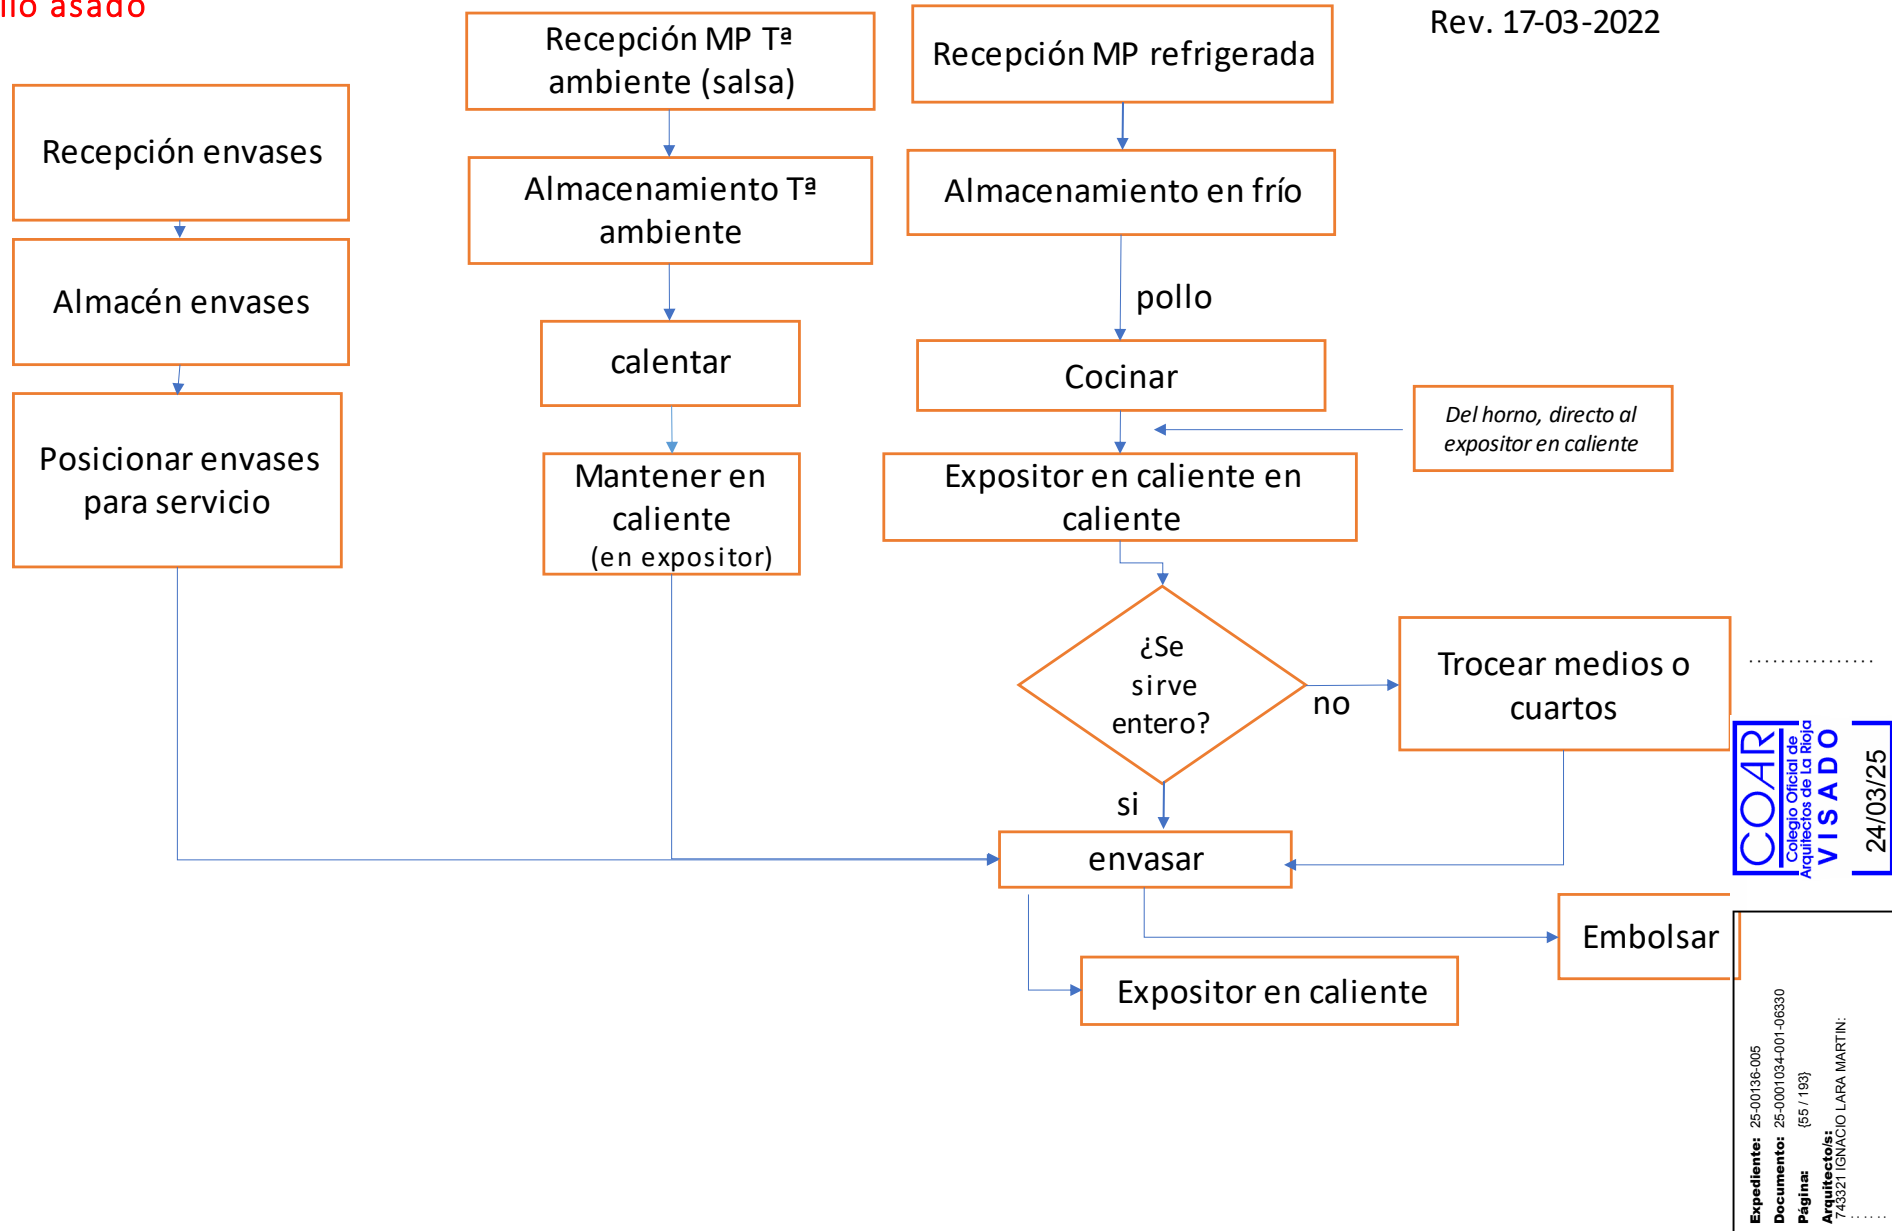 asado
Rev. 17-03-2022
Recepción envases
Almacén envases
Posicionar envases
para servicio
Recepción MP Tª
ambiente (salsa)
Almacenamiento Tª
ambiente
calentar
Mantener en
caliente
(en expositor)
Recepción MP refrigerada
Almacenamiento en frío
pollo
Cocinar
Del horno, directo al
expositor en caliente
Expositor en caliente en
caliente
¿Se
sirve
entero?
no
Trocear medios o
cuartos
si
envasar
Embolsar
Expositor en caliente
COAR
Colegio Oficial de
Arquitectos de La Rioja
VISADO
24/03/25
Expediente: 25-00136-005
Documento: 25-0001034-001-06330
Página: {55 / 193}
Arquitecto/s:
743321 IGNACIO LARA MARTIN: